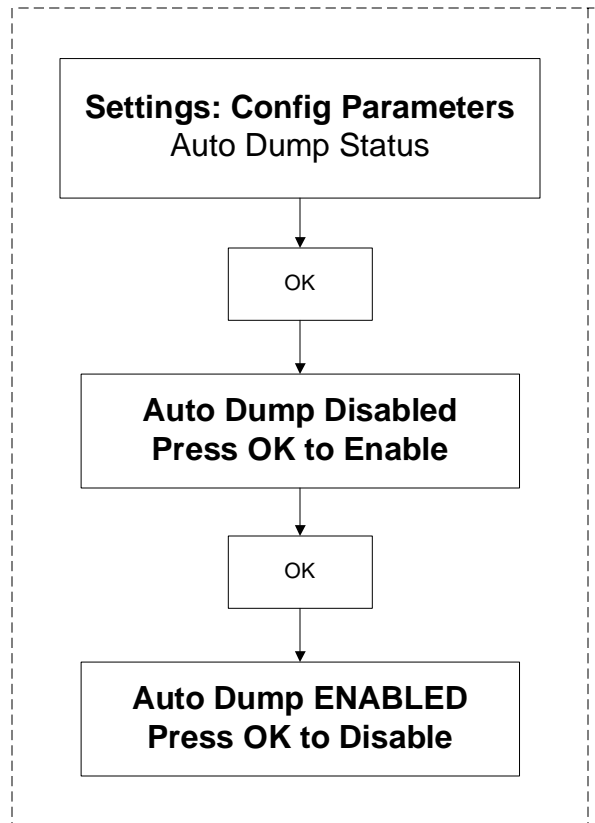 Settings: Config Parameters
Auto Dump Status
OK
Auto Dump Disabled
Press OK to Enable
OK
Auto Dump ENABLED
Press OK to Disable